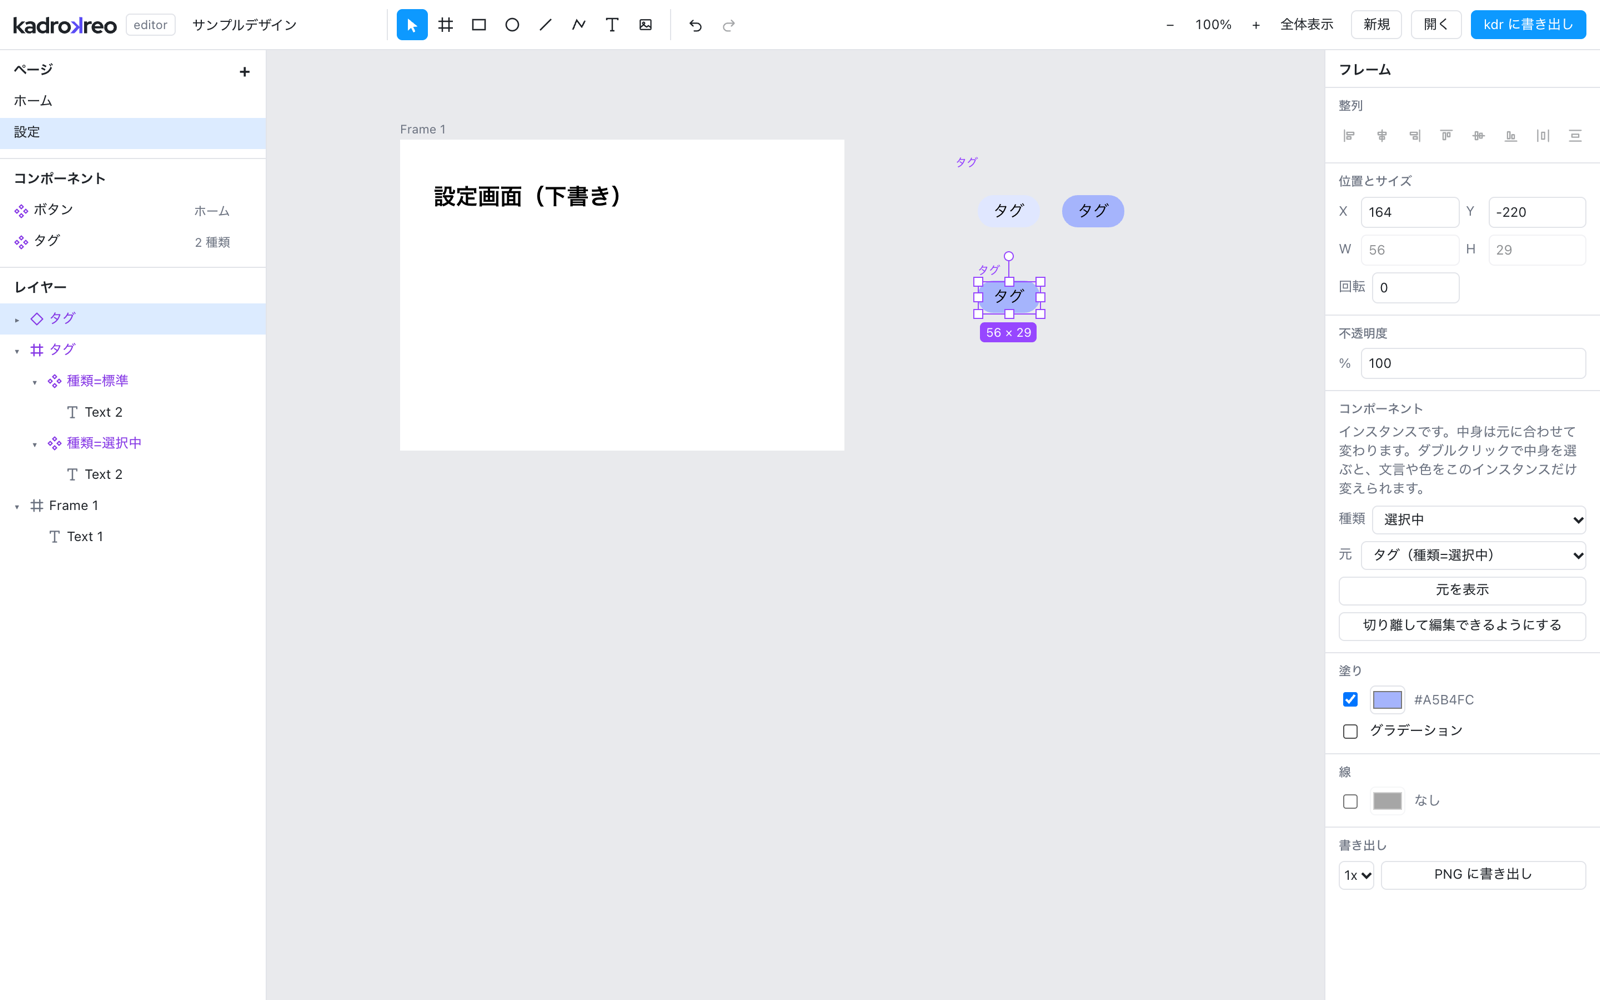 kadrokreo editor サンプルデザイン
− 100% + 全体表示 新規 開く kdr に書き出し
ページ +
ホーム
設定
コンポーネント
ボタン ホーム
タグ 2 種類
レイヤー
タグ
タグ
種類=標準
Text 2
種類=選択中
Text 2
Frame 1
Text 1
Frame 1
設定画面（下書き）
タグ
タグ タグ
タグ
タグ
56 × 29
フレーム
整列
位置とサイズ
X 164 Y -220
W 56 H 29
回転 0
不透明度
% 100
コンポーネント
インスタンスです。中身は元に合わせて
変わります。ダブルクリックで中身を選
ぶと、文言や色をこのインスタンスだけ
変えられます。
種類 選択中
元 タグ（種類=選択中）
元を表示
切り離して編集できるようにする
塗り
#A5B4FC
グラデーション
線
なし
書き出し
1x PNG に書き出し